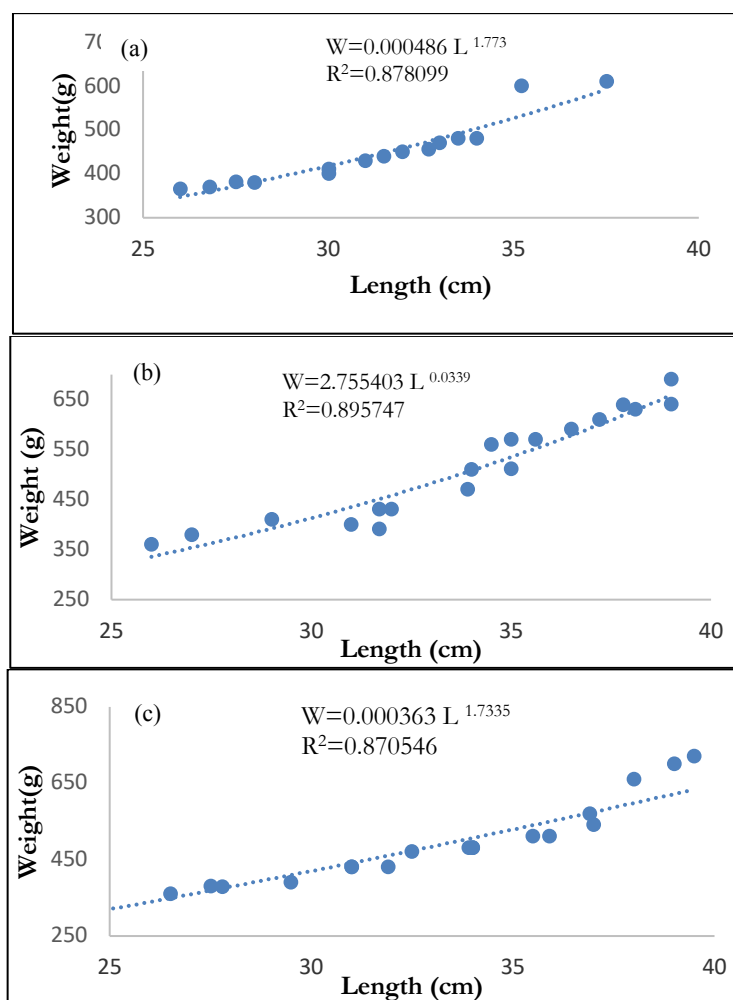 (a)
W=0.000486 L 1.773
R2=0.878099
600
500
400
300
25 30 35 40
Weight(g)
Length (cm)
(b)
W=2.755403 L 0.0339
R2=0.895747
650
550
450
350
250
25 30 35 40
Weight (g)
Length (cm)
(c)
W=0.000363 L 1.7335
R2=0.870546
850
650
450
250
25 30 35 40
Weight(g)
Length (cm)